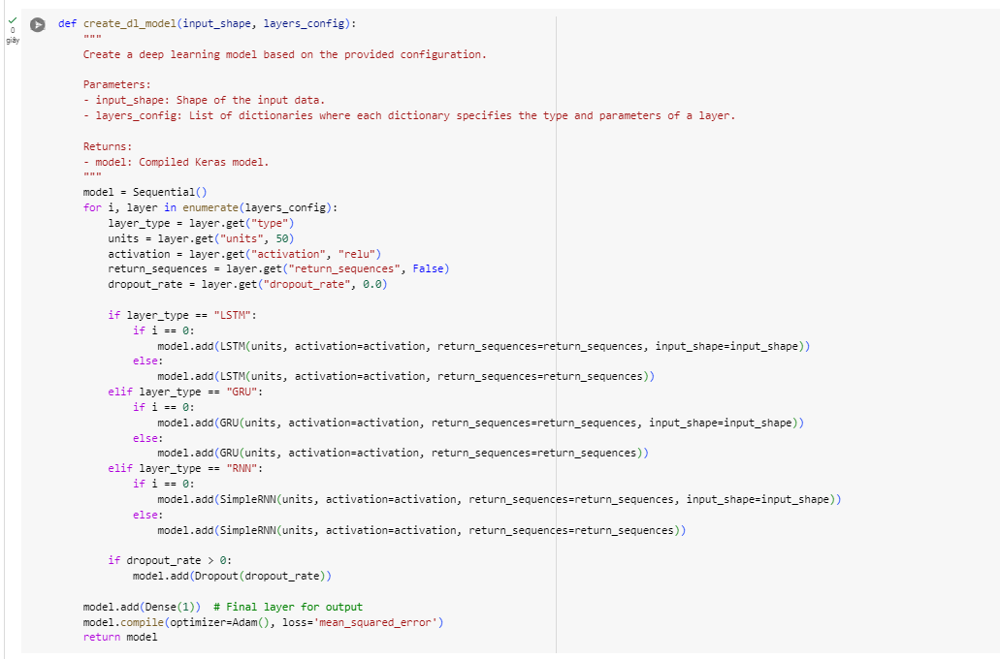 0
giây
def create_dl_model(input_shape, layers_config):
    """
    Create a deep learning model based on the provided configuration.

    Parameters:
    - input_shape: Shape of the input data.
    - layers_config: List of dictionaries where each dictionary specifies the type and parameters of a layer.

    Returns:
    - model: Compiled Keras model.
    """
    model = Sequential()
    for i, layer in enumerate(layers_config):
        layer_type = layer.get("type")
        units = layer.get("units", 50)
        activation = layer.get("activation", "relu")
        return_sequences = layer.get("return_sequences", False)
        dropout_rate = layer.get("dropout_rate", 0.0)

        if layer_type == "LSTM":
            if i == 0:
                model.add(LSTM(units, activation=activation, return_sequences=return_sequences, input_shape=input_shape))
            else:
                model.add(LSTM(units, activation=activation, return_sequences=return_sequences))
        elif layer_type == "GRU":
            if i == 0:
                model.add(GRU(units, activation=activation, return_sequences=return_sequences, input_shape=input_shape))
            else:
                model.add(GRU(units, activation=activation, return_sequences=return_sequences))
        elif layer_type == "RNN":
            if i == 0:
                model.add(SimpleRNN(units, activation=activation, return_sequences=return_sequences, input_shape=input_shape))
            else:
                model.add(SimpleRNN(units, activation=activation, return_sequences=return_sequences))

        if dropout_rate > 0:
            model.add(Dropout(dropout_rate))

    model.add(Dense(1))  # Final layer for output
    model.compile(optimizer=Adam(), loss='mean_squared_error')
    return model